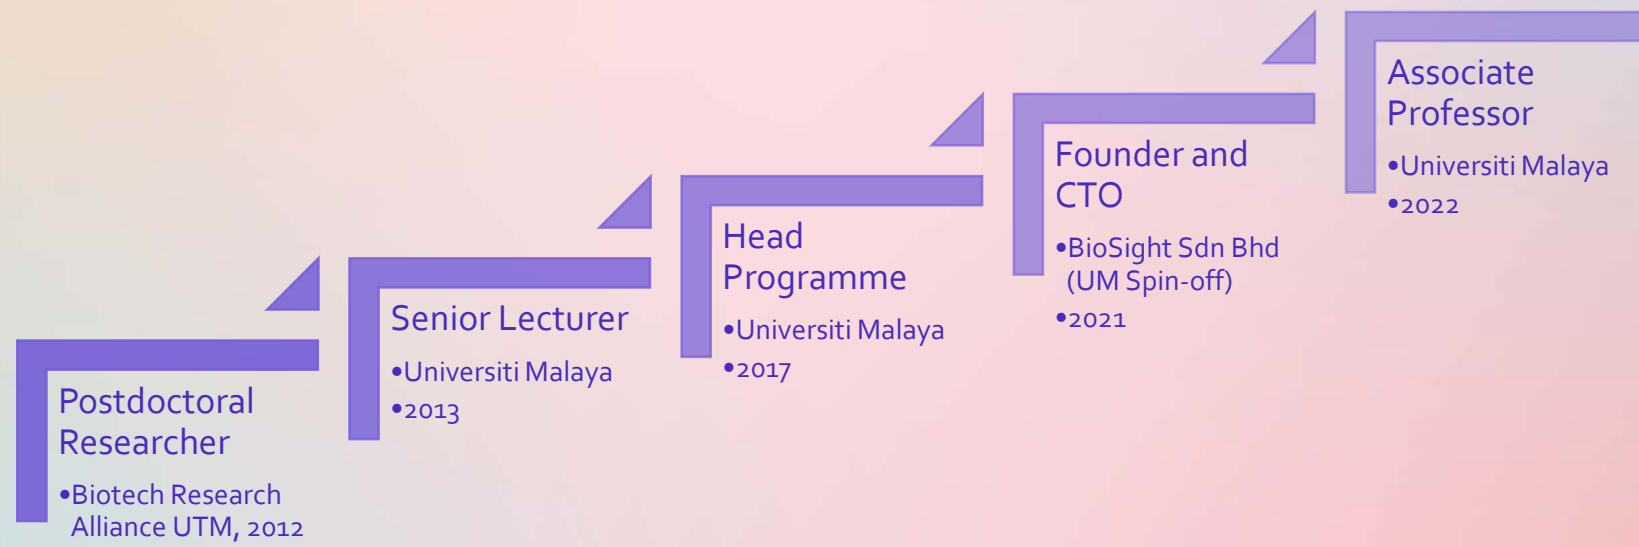 Postdoctoral
Researcher
•Biotech Research
Alliance UTM, 2012
Senior Lecturer
•Universiti Malaya
•2013
Head
Programme
•Universiti Malaya
•2017
Founder and
CTO
•BioSight Sdn Bhd
(UM Spin-off)
•2021
Associate
Professor
•Universiti Malaya
•2022